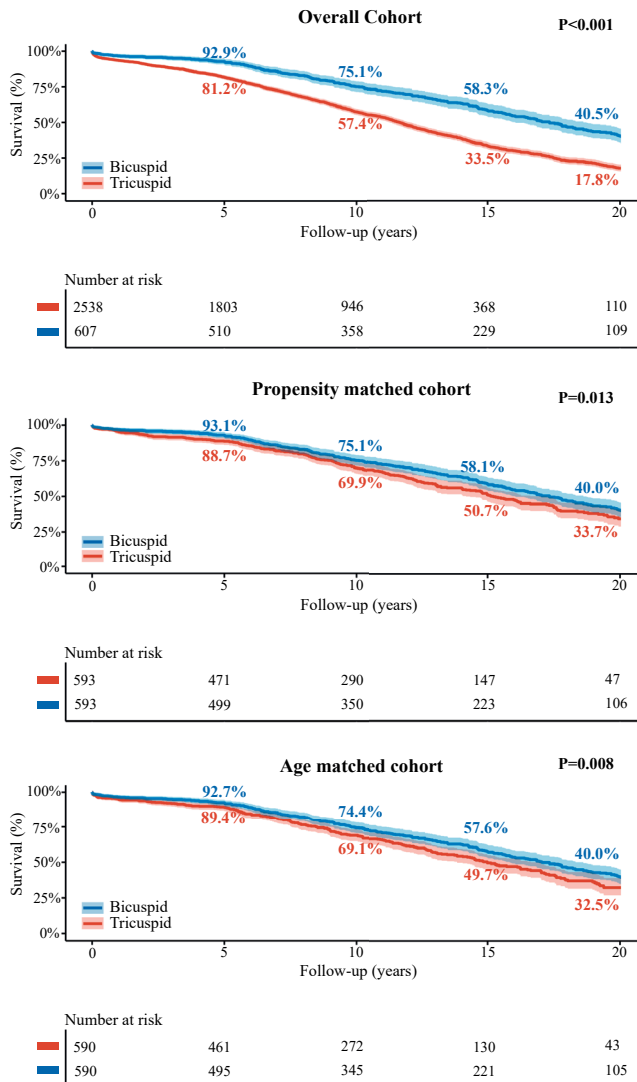 Overall Cohort
P<0.001
Survival (%)
100%
75%
50%
25%
0%
92.9%
75.1%
58.3%
40.5%
81.2%
57.4%
33.5%
17.8%
Bicuspid
Tricuspid
0 5 10 15 20
Follow-up (years)
Number at risk
2538 1803 946 368 110
607 510 358 229 109
Propensity matched cohort
P=0.013
Survival (%)
100%
75%
50%
25%
0%
93.1%
75.1%
58.1%
40.0%
88.7%
69.9%
50.7%
33.7%
Bicuspid
Tricuspid
0 5 10 15 20
Follow-up (years)
Number at risk
593 471 290 147 47
593 499 350 223 106
Age matched cohort
P=0.008
Survival (%)
100%
75%
50%
25%
0%
92.7%
74.4%
57.6%
40.0%
89.4%
69.1%
49.7%
32.5%
Bicuspid
Tricuspid
0 5 10 15 20
Follow-up (years)
Number at risk
590 461 272 130 43
590 495 345 221 105